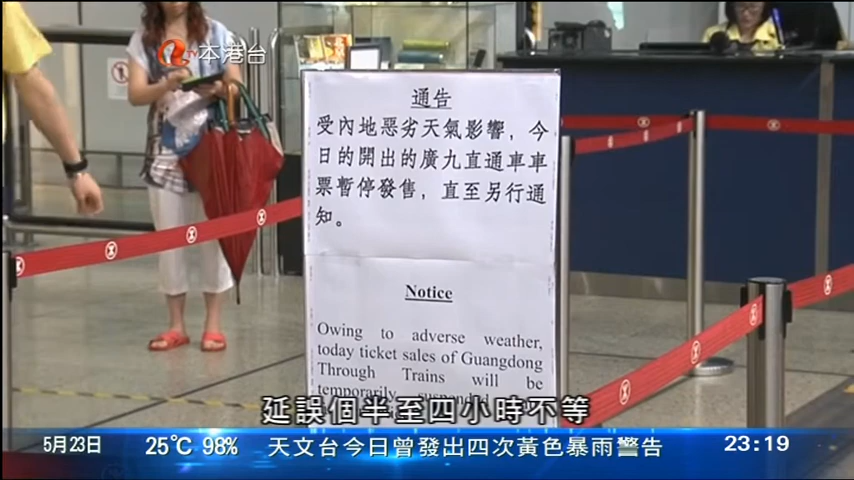 本港台
通告
受內地惡劣天氣影響，今
日的開出的廣九直通車車
票暫停發售，直至另行通
知。
Notice
Owing to adverse weather,
today ticket sales of Guangdong
Through Trains will be
temporarily suspended
延誤個半至四小時不等
5月23日 25℃ 98% 天文台今日曾發出四次黃色暴雨警告 23:19